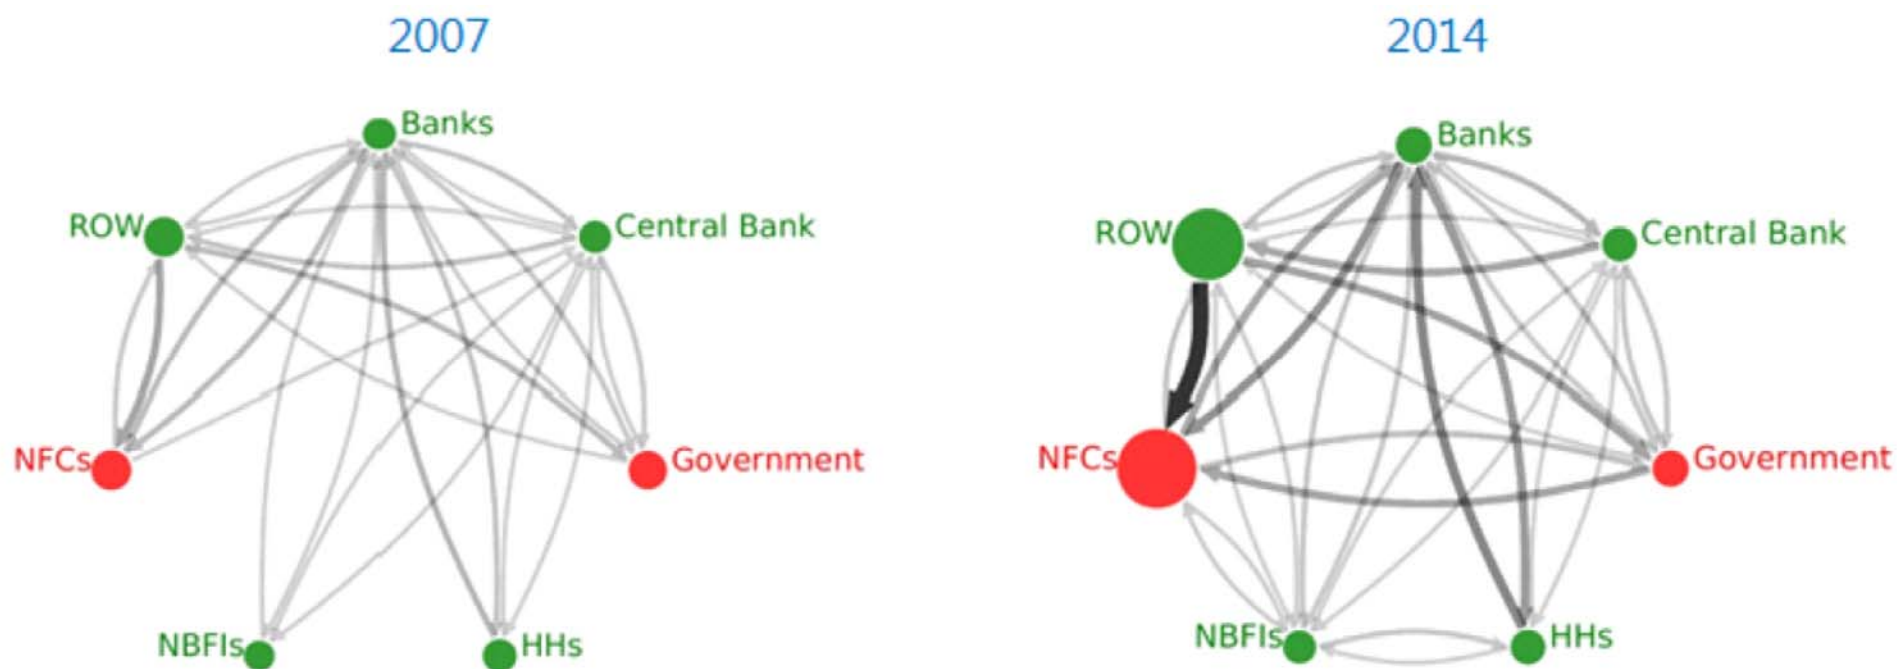 2007
Banks
ROW
Central Bank
NFCs
Government
NBFIs
HHs
2014
Banks
ROW
Central Bank
NFCs
Government
NBFIs
HHs